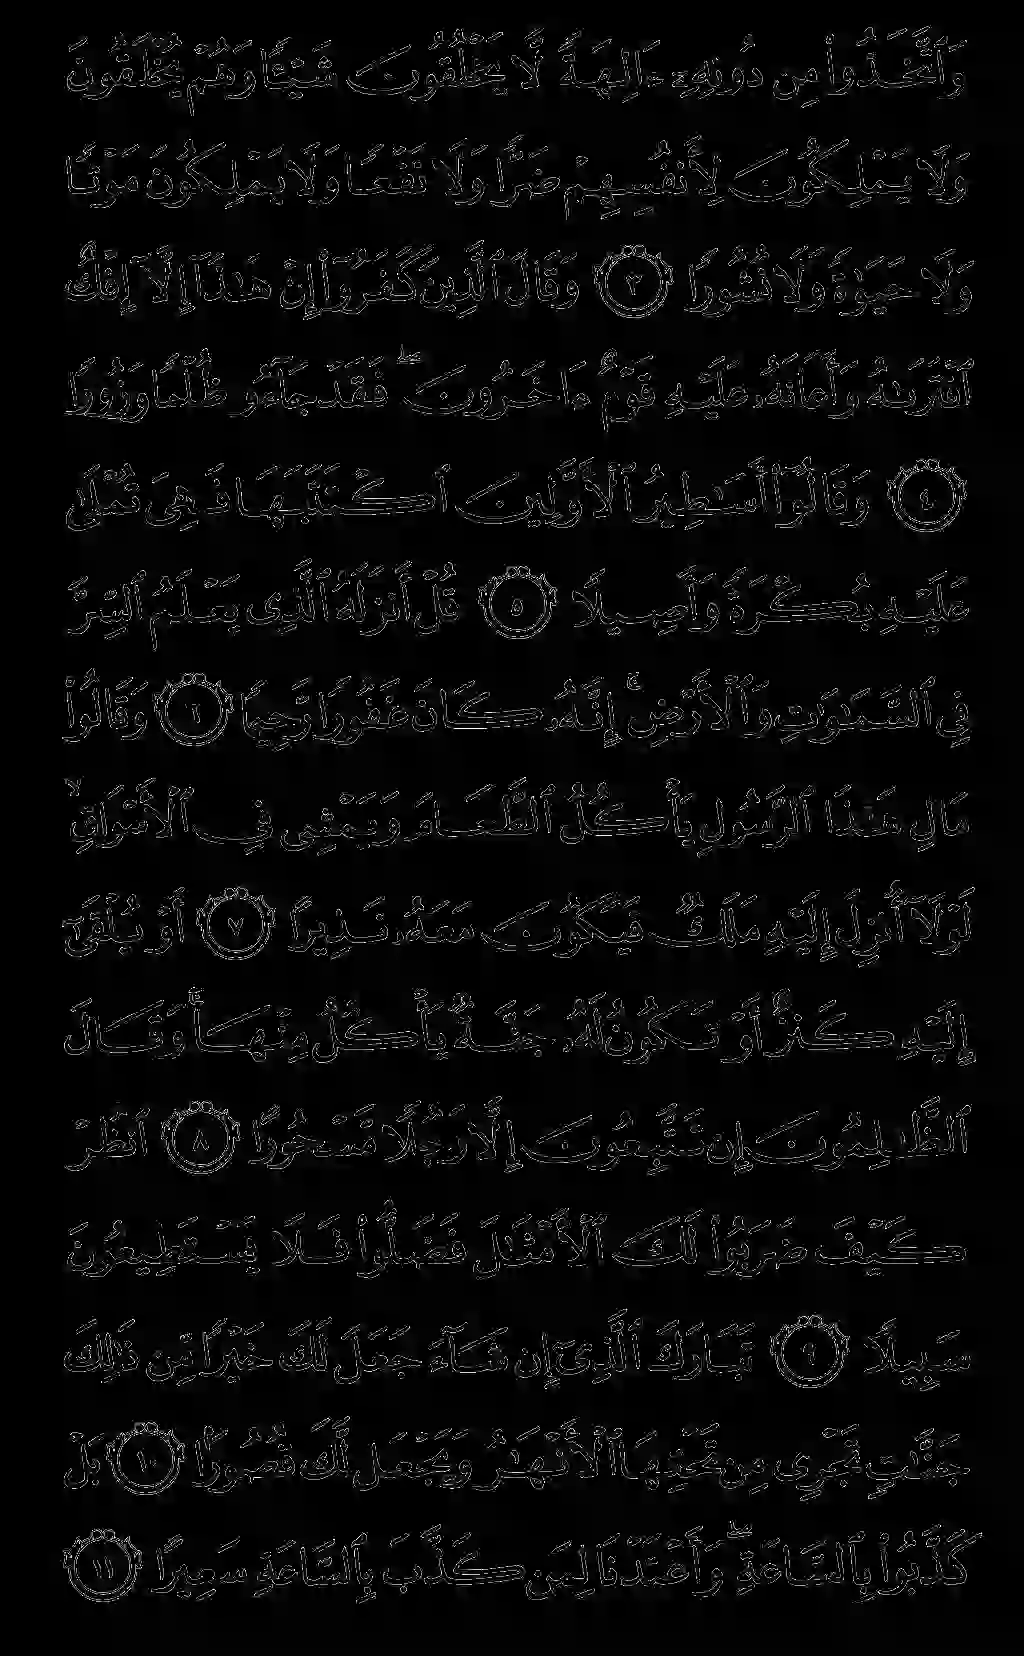 وَٱتَّخَذُوا۟ مِن دُونِهِۦٓ ءَالِهَةً لَّا يَخْلُقُونَ شَيْـًٔا وَهُمْ يُخْلَقُونَ
وَلَا يَمْلِكُونَ لِأَنفُسِهِمْ ضَرًّا وَلَا نَفْعًا وَلَا يَمْلِكُونَ مَوْتًا
وَلَا حَيَوٰةً وَلَا نُشُورًا ٣ وَقَالَ ٱلَّذِينَ كَفَرُوٓا۟ إِنْ هَـٰذَآ إِلَّآ إِفْكٌ
ٱفْتَرَىٰهُ وَأَعَانَهُۥ عَلَيْهِ قَوْمٌ ءَاخَرُونَ ۖ فَقَدْ جَآءُو ظُلْمًا وَزُورًا
٤ وَقَالُوٓا۟ أَسَـٰطِيرُ ٱلْأَوَّلِينَ ٱكْتَتَبَهَا فَهِىَ تُمْلَىٰ
عَلَيْهِ بُكْرَةً وَأَصِيلًا ٥ قُلْ أَنزَلَهُ ٱلَّذِى يَعْلَمُ ٱلسِّرَّ
فِى ٱلسَّمَـٰوَٰتِ وَٱلْأَرْضِ ۚ إِنَّهُۥ كَانَ غَفُورًا رَّحِيمًا ٦ وَقَالُوا۟
مَالِ هَـٰذَا ٱلرَّسُولِ يَأْكُلُ ٱلطَّعَامَ وَيَمْشِى فِى ٱلْأَسْوَاقِ ۙ
لَوْلَآ أُنزِلَ إِلَيْهِ مَلَكٌ فَيَكُونَ مَعَهُۥ نَذِيرًا ٧ أَوْ يُلْقَىٰٓ
إِلَيْهِ كَنزٌ أَوْ تَكُونُ لَهُۥ جَنَّةٌ يَأْكُلُ مِنْهَا ۚ وَقَالَ
ٱلظَّـٰلِمُونَ إِن تَتَّبِعُونَ إِلَّا رَجُلًا مَّسْحُورًا ٨ ٱنظُرْ
كَيْفَ ضَرَبُوا۟ لَكَ ٱلْأَمْثَـٰلَ فَضَلُّوا۟ فَلَا يَسْتَطِيعُونَ
سَبِيلًا ٩ تَبَارَكَ ٱلَّذِىٓ إِن شَآءَ جَعَلَ لَكَ خَيْرًا مِّن ذَٰلِكَ
جَنَّـٰتٍ تَجْرِى مِن تَحْتِهَا ٱلْأَنْهَـٰرُ وَيَجْعَل لَّكَ قُصُورًۢا ١٠ بَلْ
كَذَّبُوا۟ بِٱلسَّاعَةِ ۖ وَأَعْتَدْنَا لِمَن كَذَّبَ بِٱلسَّاعَةِ سَعِيرًا ١١